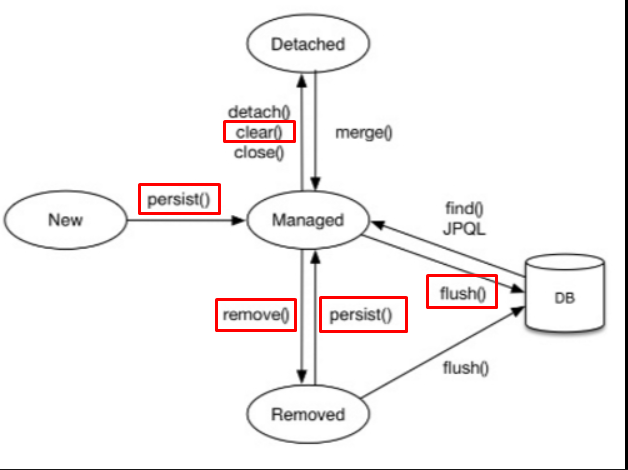 Detached
detach()
clear()
close()
merge()
persist()
New
Managed
find()
JPQL
flush()
DB
remove()
persist()
flush()
Removed